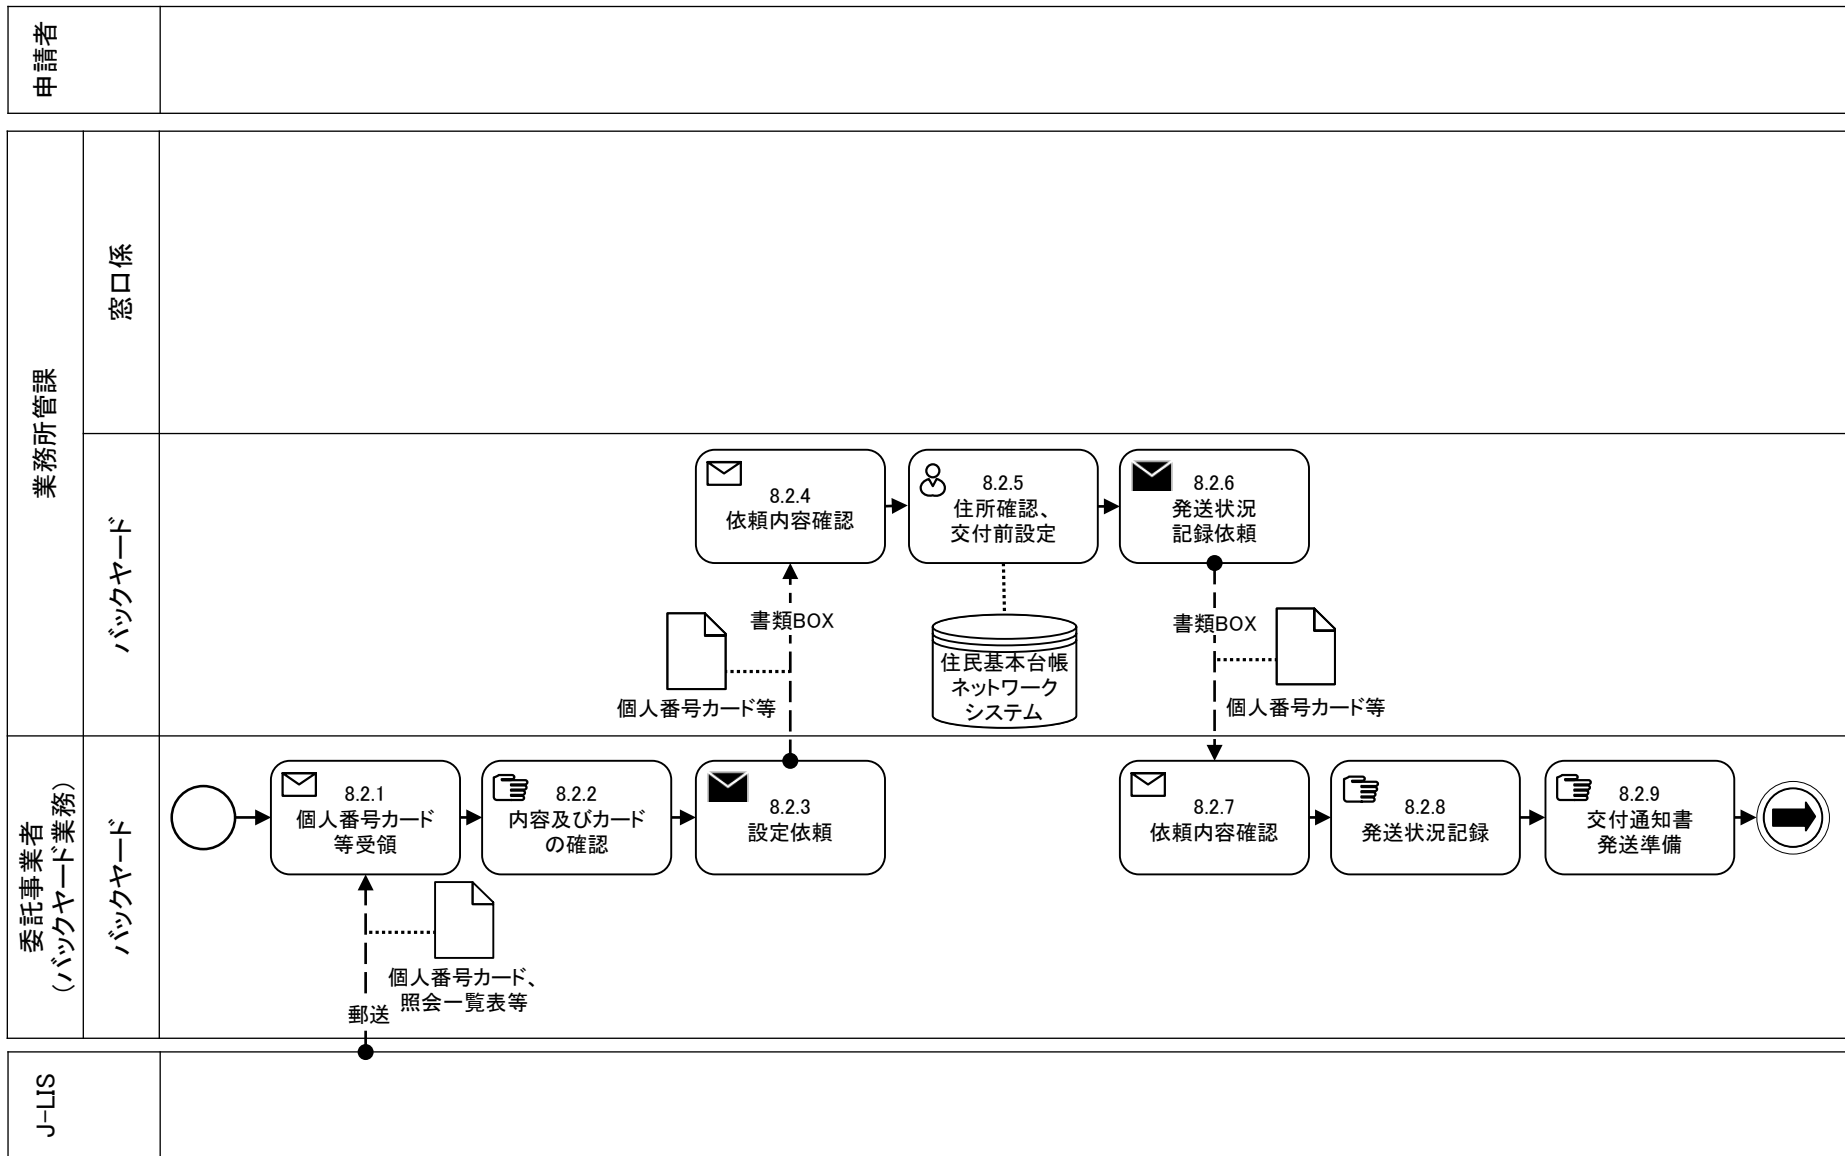 申請者
業務所管課
窓口係
バックヤード
8.2.4
依頼内容確認
8.2.5
住所確認、
交付前設定
8.2.6
発送状況
記録依頼
書類BOX
個人番号カード等
住民基本台帳
ネットワーク
システム
書類BOX
個人番号カード等
委託事業者
（バックヤード業務）
バックヤード
8.2.1
個人番号カード
等受領
8.2.2
内容及びカード
の確認
8.2.3
設定依頼
8.2.7
依頼内容確認
8.2.8
発送状況記録
8.2.9
交付通知書
発送準備
個人番号カード、
照会一覧表等
郵送
J-LIS